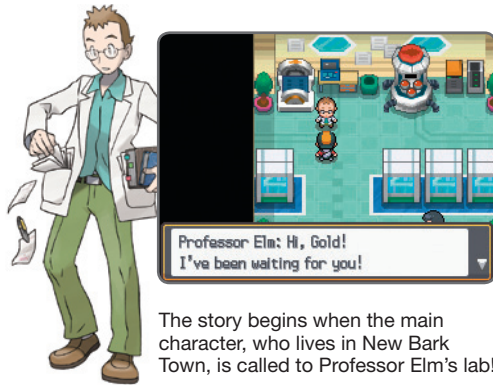 Professor Elm: Hi, Gold!
I've been waiting for you!
The story begins when the main
character, who lives in New Bark
Town, is called to Professor Elm's lab!